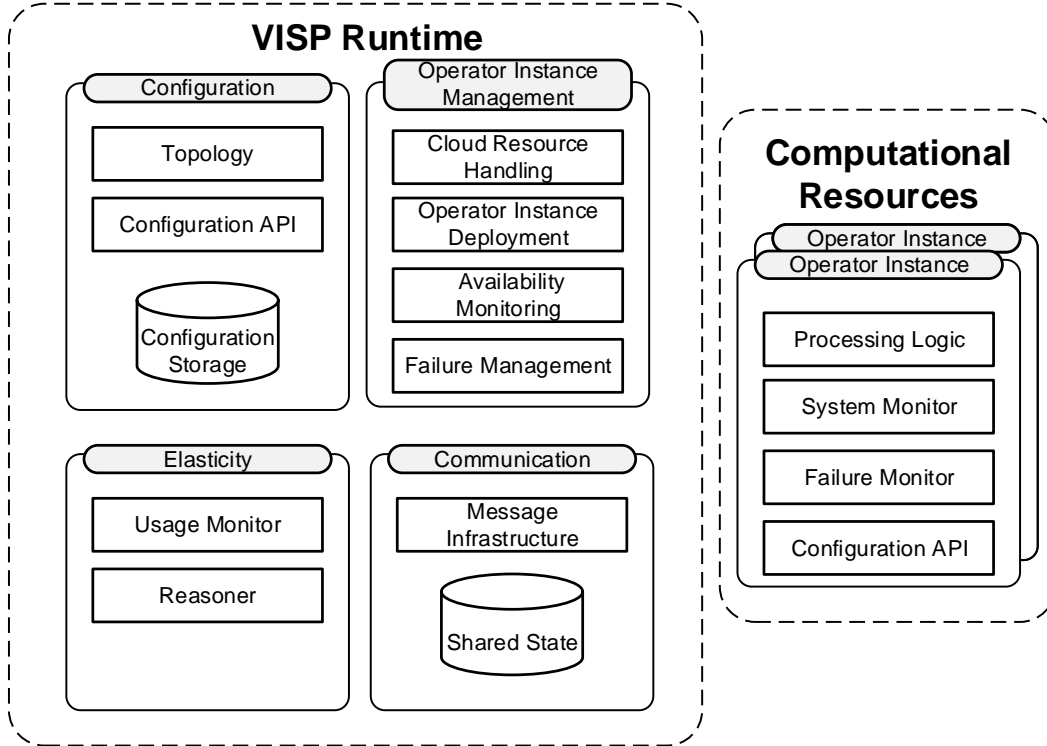 VISP Runtime
Configuration
Topology
Configuration API
Configuration
Storage
Operator Instance
Management
Cloud Resource
Handling
Operator Instance
Deployment
Availability
Monitoring
Failure Management
Elasticity
Usage Monitor
Reasoner
Communication
Message
Infrastructure
Shared State
Computational
Resources
Operator Instance
Operator Instance
Processing Logic
System Monitor
Failure Monitor
Configuration API